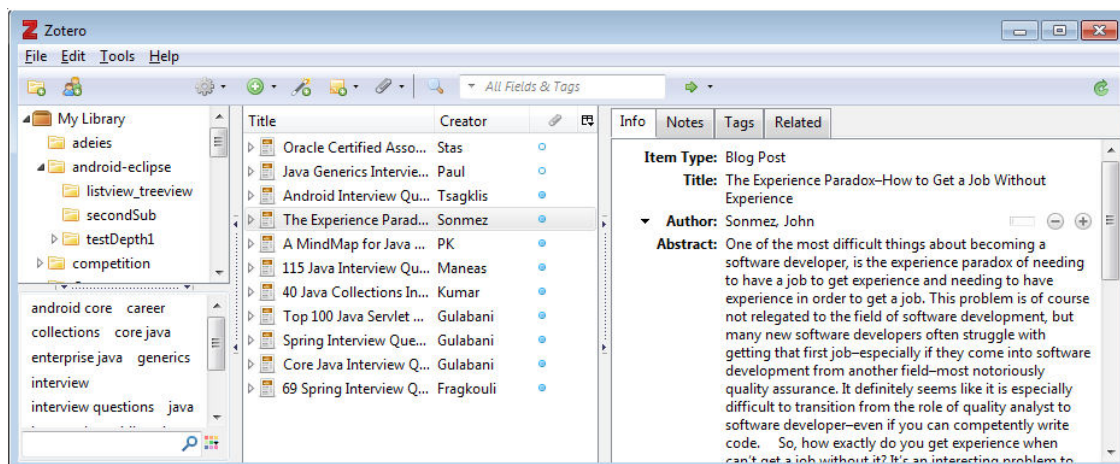 Zotero
File Edit Tools Help
All Fields & Tags
My Library
adeies
android-eclipse
listview_treeview
secondSub
testDepth1
competition
android core career
collections core java
enterprise java generics
interview
interview questions java
Title Creator
Oracle Certified Asso... Stas
Java Generics Intervie... Paul
Android Interview Qu... Tsagklis
The Experience Parad... Sonmez
A MindMap for Java ... PK
115 Java Interview Qu... Maneas
40 Java Collections In... Kumar
Top 100 Java Servlet ... Gulabani
Spring Interview Que... Gulabani
Core Java Interview Q... Gulabani
69 Spring Interview Q... Fragkouli
Info Notes Tags Related
Item Type: Blog Post
Title: The Experience Paradox–How to Get a Job Without
Experience
Author: Sonmez, John
Abstract: One of the most difficult things about becoming a
software developer, is the experience paradox of needing
to have a job to get experience and needing to have
experience in order to get a job. This problem is of course
not relegated to the field of software development, but
many new software developers often struggle with
getting that first job–especially if they come into software
development from another field–most notoriously
quality assurance. It definitely seems like it is especially
difficult to transition from the role of quality analyst to
software developer–even if you can competently write
code. So, how exactly do you get experience when
can't get a job without it? It's an interesting problem to